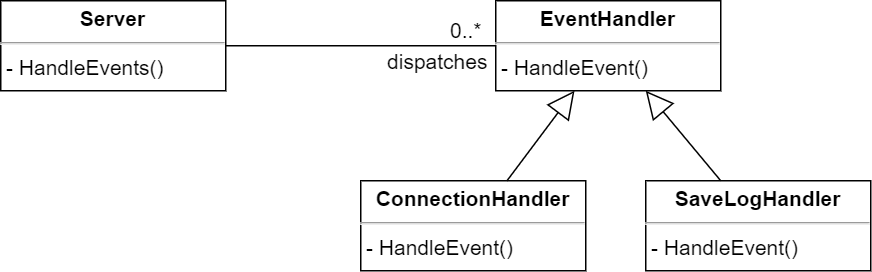 Server
- HandleEvents()
0..*
dispatches
EventHandler
- HandleEvent()
ConnectionHandler
- HandleEvent()
SaveLogHandler
- HandleEvent()